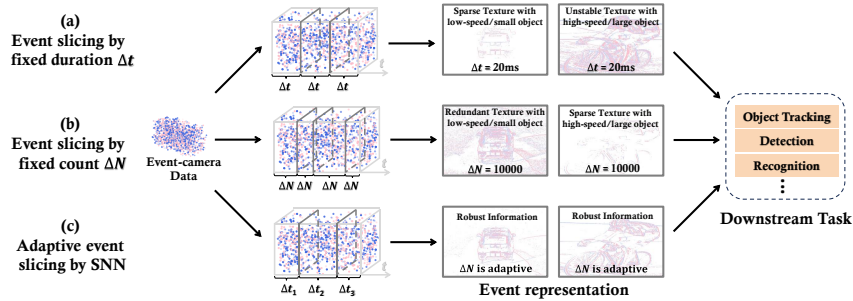 (a)
Event slicing by
fixed duration Δt
t
Δt Δt Δt
Sparse Texture with
low-speed/small object
Δt = 20ms
Unstable Texture with
high-speed/large object
Δt = 20ms
(b)
Event slicing by
fixed count ΔN
Event-camera
Data
t
ΔN ΔN ΔN ΔN
Redundant Texture with
low-speed/small object
ΔN = 10000
Sparse Texture with
high-speed/large object
ΔN = 10000
(c)
Adaptive event
slicing by SNN
t
Δt1 Δt2 Δt3
Robust Information
ΔN is adaptive
Robust Information
ΔN is adaptive
Event representation
Object Tracking
Detection
Recognition
⋮
Downstream Task